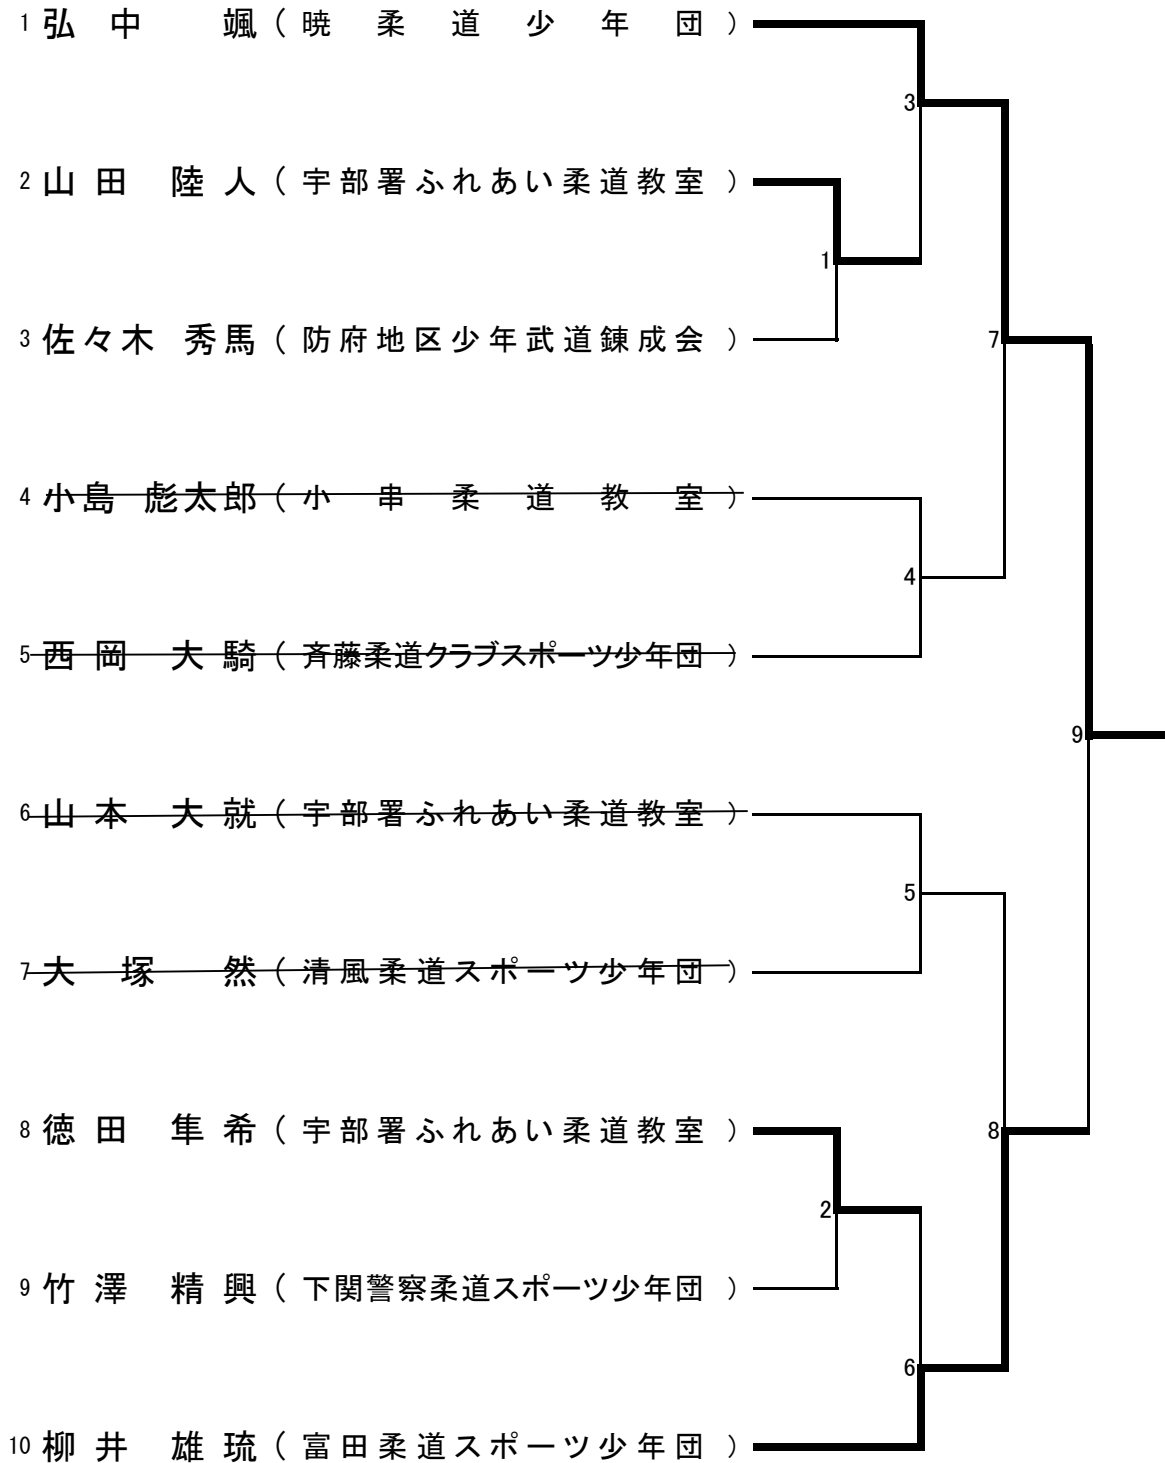 1 弘中 颯 ( 暁柔道少年団 )
3
2 山田 陸人 ( 宇部署ふれあい柔道教室 )
1
3 佐々木 秀馬 ( 防府地区少年武道錬成会 )
7
4 小島 彪太郎 ( 小串柔道教室 )
4
5 西岡 大騎 ( 斉藤柔道クラブスポーツ少年団 )
9
6 山本 大就 ( 宇部署ふれあい柔道教室 )
5
7 大塚 然 ( 清風柔道スポーツ少年団 )
8 徳田 隼希 ( 宇部署ふれあい柔道教室 )
8
2
9 竹澤 精興 ( 下関警察柔道スポーツ少年団 )
6
10 柳井 雄琉 ( 富田柔道スポーツ少年団 )